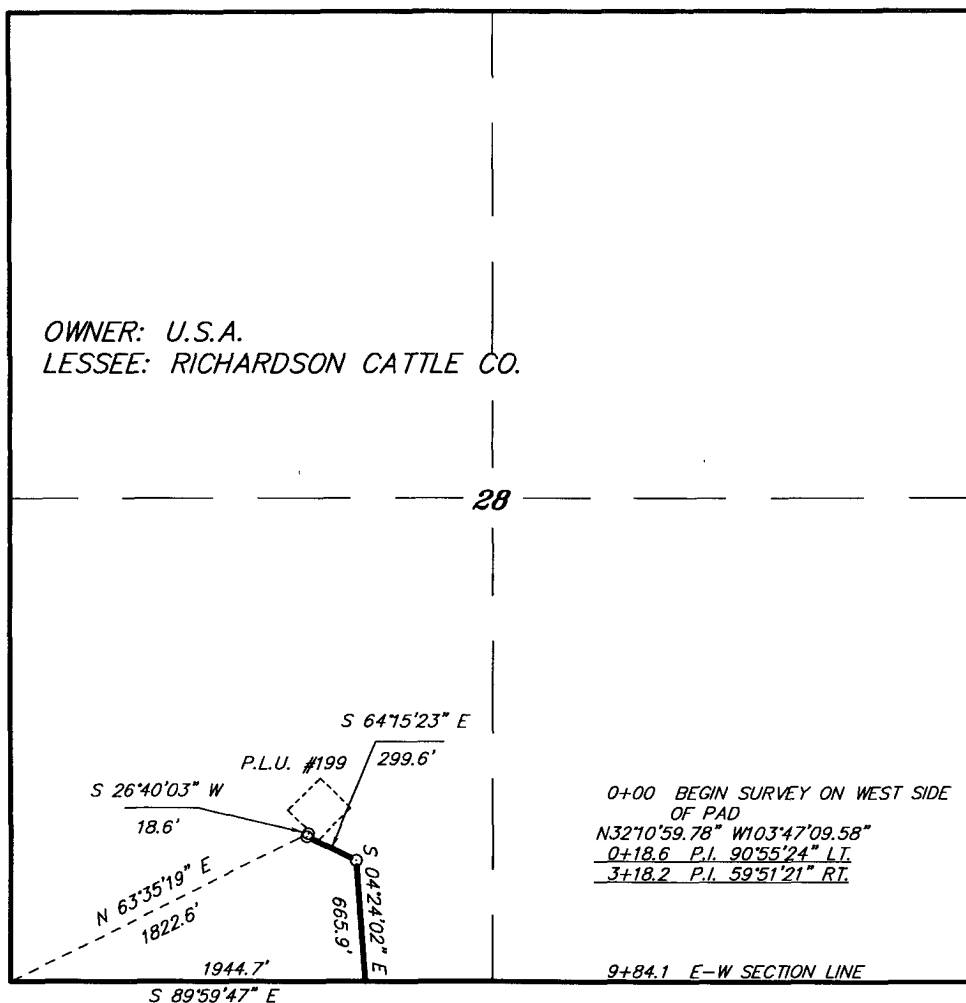 OWNER: U.S.A.
LESSEE: RICHARDSON CATTLE CO.
28
S 64°15'23" E
299.6'
P.L.U. #199
S 26°40'03" W
18.6'
N 63°35'19" E
1822.6'
S 04°24'02" E
665.9'
1944.7'
S 89°59'47" E
0+00 BEGIN SURVEY ON WEST SIDE
OF PAD
N32°10'59.78" W103°47'09.58"
0+18.6 P.I. 90°55'24" LT.
3+18.2 P.I. 59°51'21" RT.
9+84.1 E-W SECTION LINE